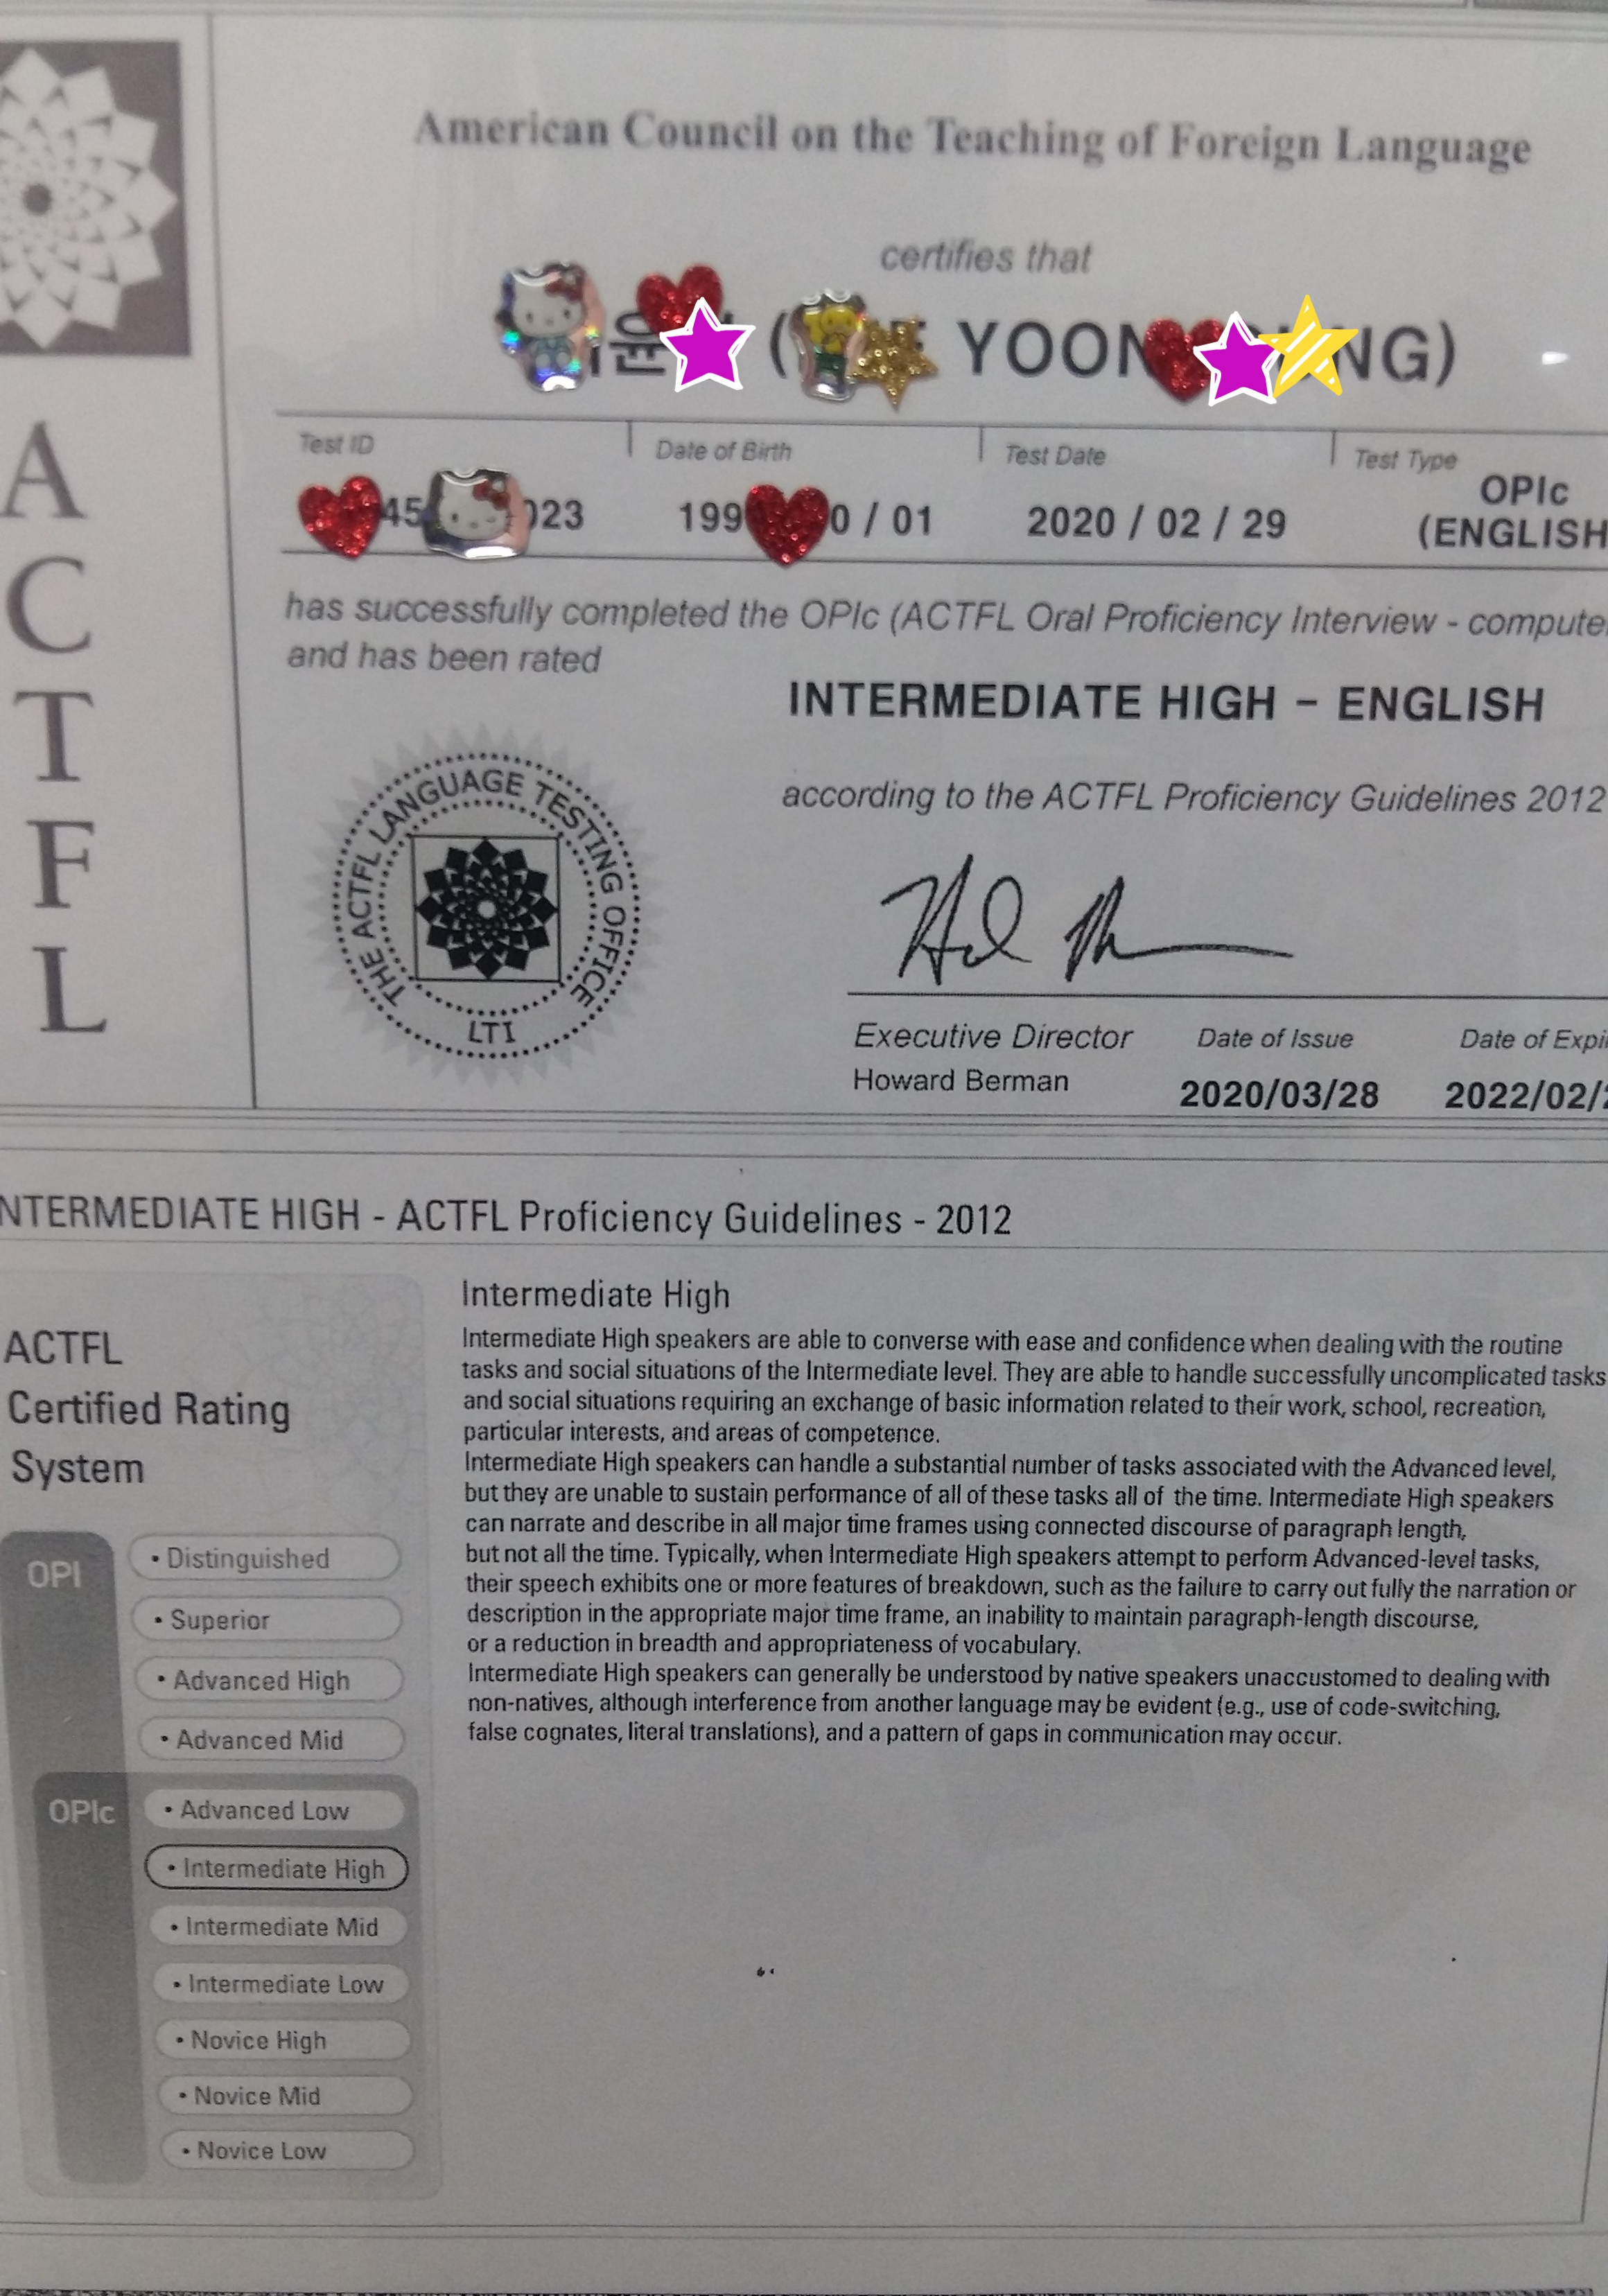 American Council on the Teaching of Foreign Language
certifies that
윤 ( YOON NG)
Test ID
Date of Birth
Test Date
Test Type
45 023
199 0 / 01
2020 / 02 / 29
OPIc
(ENGLISH
has successfully completed the OPIc (ACTFL Oral Proficiency Interview - compute
and has been rated
INTERMEDIATE HIGH - ENGLISH
according to the ACTFL Proficiency Guidelines 2012
A
C
T
F
L
THE ACTFL LANGUAGE TESTING OFFICE
LTI
Executive Director
Howard Berman
Date of Issue
2020/03/28
Date of Expi
2022/02/
NTERMEDIATE HIGH - ACTFL Proficiency Guidelines - 2012
ACTFL
Certified Rating
System
OPI
• Distinguished
• Superior
• Advanced High
• Advanced Mid
OPIc
• Advanced Low
• Intermediate High
• Intermediate Mid
• Intermediate Low
• Novice High
• Novice Mid
• Novice Low
Intermediate High
Intermediate High speakers are able to converse with ease and confidence when dealing with the routine
tasks and social situations of the Intermediate level. They are able to handle successfully uncomplicated tasks
and social situations requiring an exchange of basic information related to their work, school, recreation,
particular interests, and areas of competence.
Intermediate High speakers can handle a substantial number of tasks associated with the Advanced level,
but they are unable to sustain performance of all of these tasks all of the time. Intermediate High speakers
can narrate and describe in all major time frames using connected discourse of paragraph length,
but not all the time. Typically, when Intermediate High speakers attempt to perform Advanced-level tasks,
their speech exhibits one or more features of breakdown, such as the failure to carry out fully the narration or
description in the appropriate major time frame, an inability to maintain paragraph-length discourse,
or a reduction in breadth and appropriateness of vocabulary.
Intermediate High speakers can generally be understood by native speakers unaccustomed to dealing with
non-natives, although interference from another language may be evident (e.g., use of code-switching,
false cognates, literal translations), and a pattern of gaps in communication may occur.